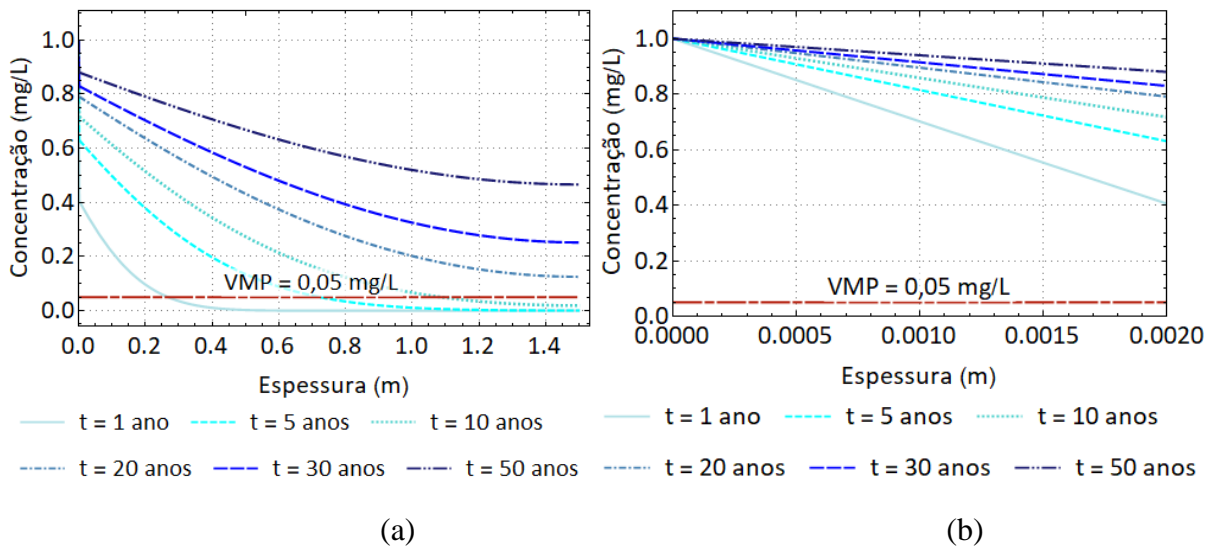 Concentração (mg/L)
1.0
0.8
0.6
0.4
0.2
0.0
VMP = 0,05 mg/L
0.0 0.2 0.4 0.6 0.8 1.0 1.2 1.4
Espessura (m)
t = 1 ano t = 5 anos t = 10 anos
t = 20 anos t = 30 anos t = 50 anos
(a)
Concentração (mg/L)
1.0
0.8
0.6
0.4
0.2
0.0
VMP = 0,05 mg/L
0.0000 0.0005 0.0010 0.0015 0.0020
Espessura (m)
t = 1 ano t = 5 anos t = 10 anos
t = 20 anos t = 30 anos t = 50 anos
(b)